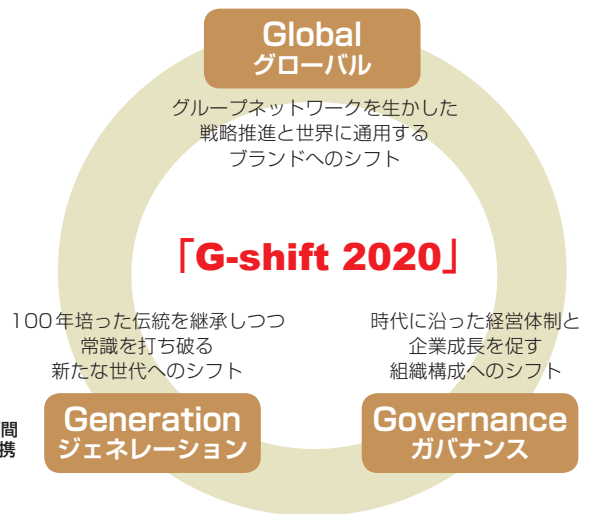 Global
グローバル
グループネットワークを生かした
戦略推進と世界に通用する
ブランドへのシフト
「G-shift 2020」
100年培った伝統を継承しつつ
常識を打ち破る
新たな世代へのシフト
時代に沿った経営体制と
企業成長を促す
組織構成へのシフト
間
携
Generation
ジェネレーション
Governance
ガバナンス